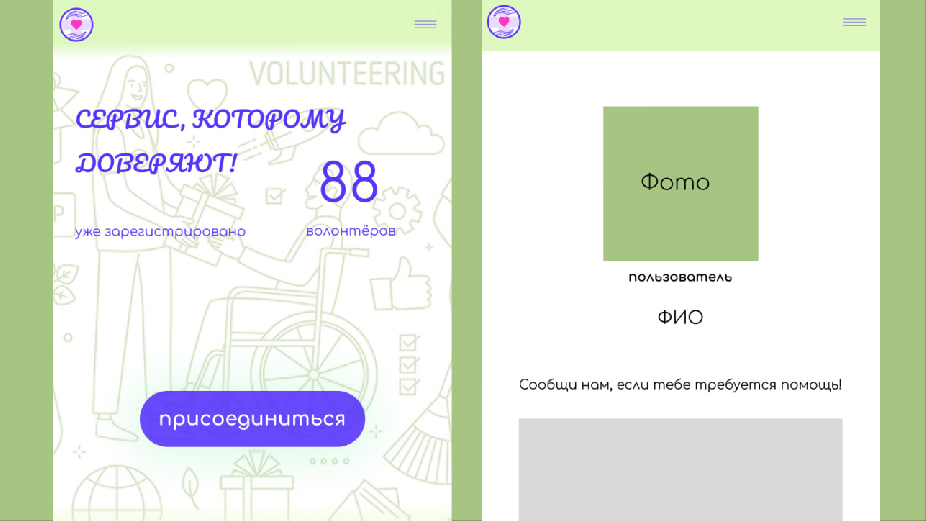 VOLUNTEERING
СЕРВИС, КОТОРОМУ
ДОВЕРЯЮТ!
88
уже зарегистрировано
волонтёров
присоединиться
Фото
пользователь
ФИО
Сообщи нам, если тебе требуется помощь!